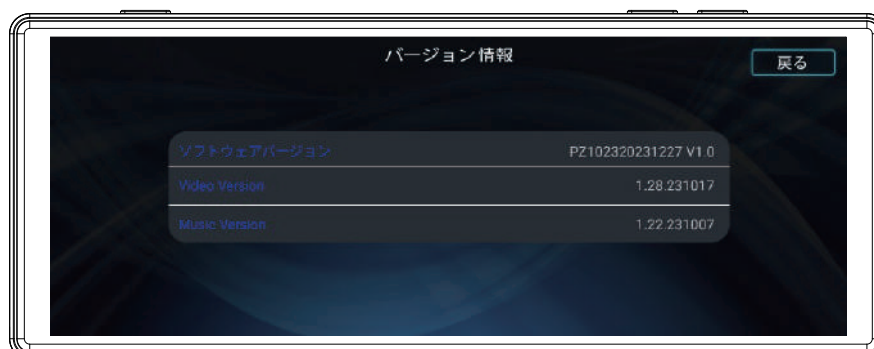 バージョン情報
戻る
ソフトウェアバージョン PZ102320231227 V1.0
Video Version 1.28.231017
Music Version 1.22.231007